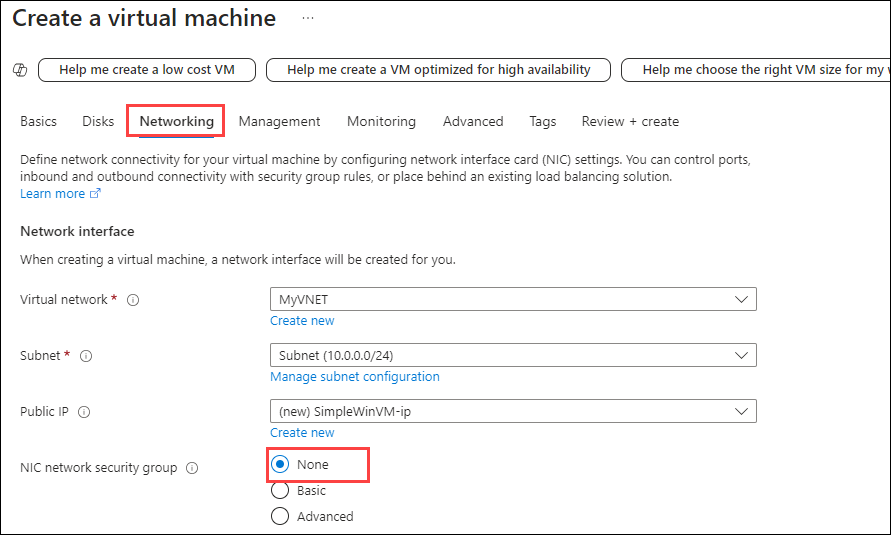 Create a virtual machine ...
Help me create a low cost VM Help me create a VM optimized for high availability Help me choose the right VM size for my
Basics Disks Networking Management Monitoring Advanced Tags Review + create
Define network connectivity for your virtual machine by configuring network interface card (NIC) settings. You can control ports,
inbound and outbound connectivity with security group rules, or place behind an existing load balancing solution.
Learn more
Network interface
When creating a virtual machine, a network interface will be created for you.
Virtual network * MyVNET
Create new
Subnet * Subnet (10.0.0.0/24)
Manage subnet configuration
Public IP (new) SimpleWinVM-ip
Create new
NIC network security group None
Basic
Advanced